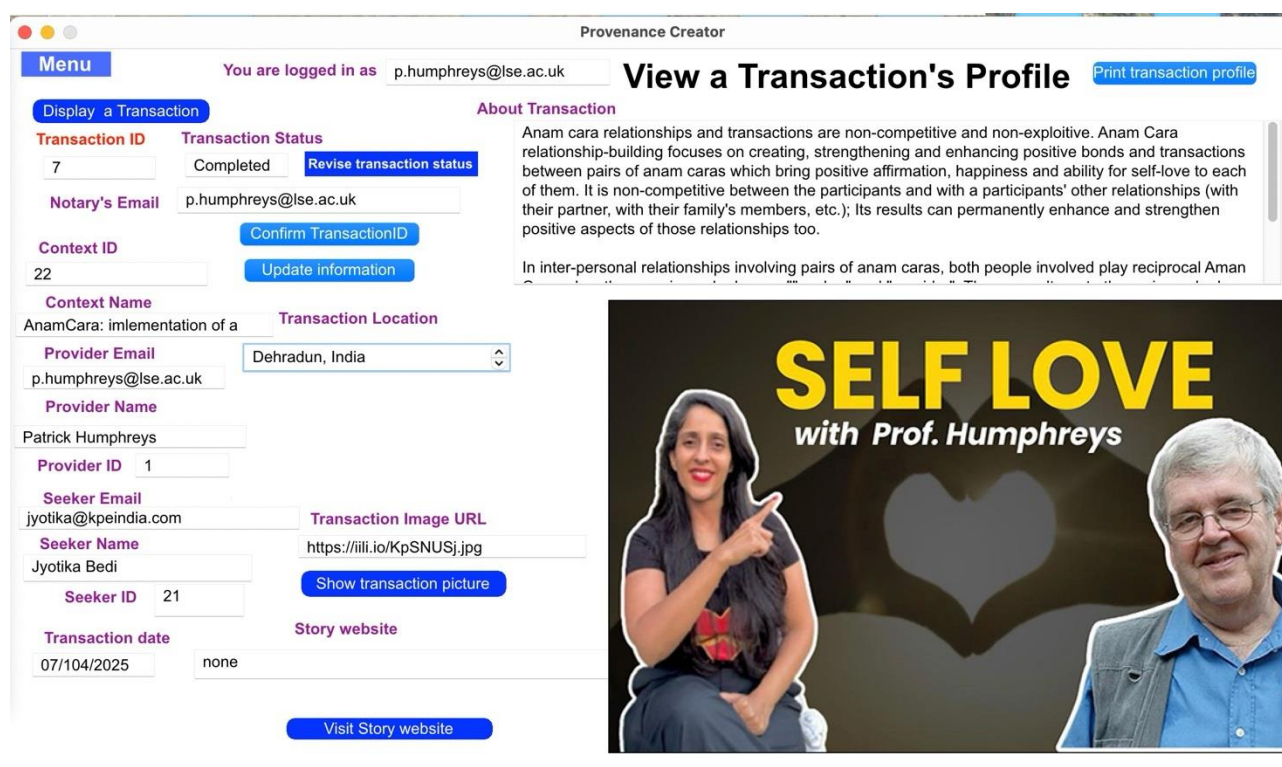 Provenance Creator
Menu
You are logged in as p.humphreys@lse.ac.uk
View a Transaction's Profile
Print transaction profile
Display a Transaction
About Transaction
Transaction ID
Transaction Status
7
Completed
Revise transaction status
Notary's Email
p.humphreys@lse.ac.uk
Confirm TransactionID
Context ID
22
Update information
Context Name
AnamCara: imlementation of a
Transaction Location
Provider Email
Dehradun, India
p.humphreys@lse.ac.uk
Provider Name
Patrick Humphreys
Provider ID 1
Seeker Email
jyotika@kpeindia.com
Transaction Image URL
Seeker Name
https://iili.io/KpSNUSj.jpg
Jyotika Bedi
Show transaction picture
Seeker ID 21
Story website
Transaction date
07/104/2025
none
Visit Story website
Anam cara relationships and transactions are non-competitive and non-exploitive. Anam Cara
relationship-building focuses on creating, strengthening and enhancing positive bonds and transactions
between pairs of anam caras which bring positive affirmation, happiness and ability for self-love to each
of them. It is non-competitive between the participants and with a participants' other relationships (with
their partner, with their family's members, etc.); Its results can permanently enhance and strengthen
positive aspects of those relationships too.
In inter-personal relationships involving pairs of anam caras, both people involved play reciprocal Aman
SELF LOVE
with Prof. Humphreys